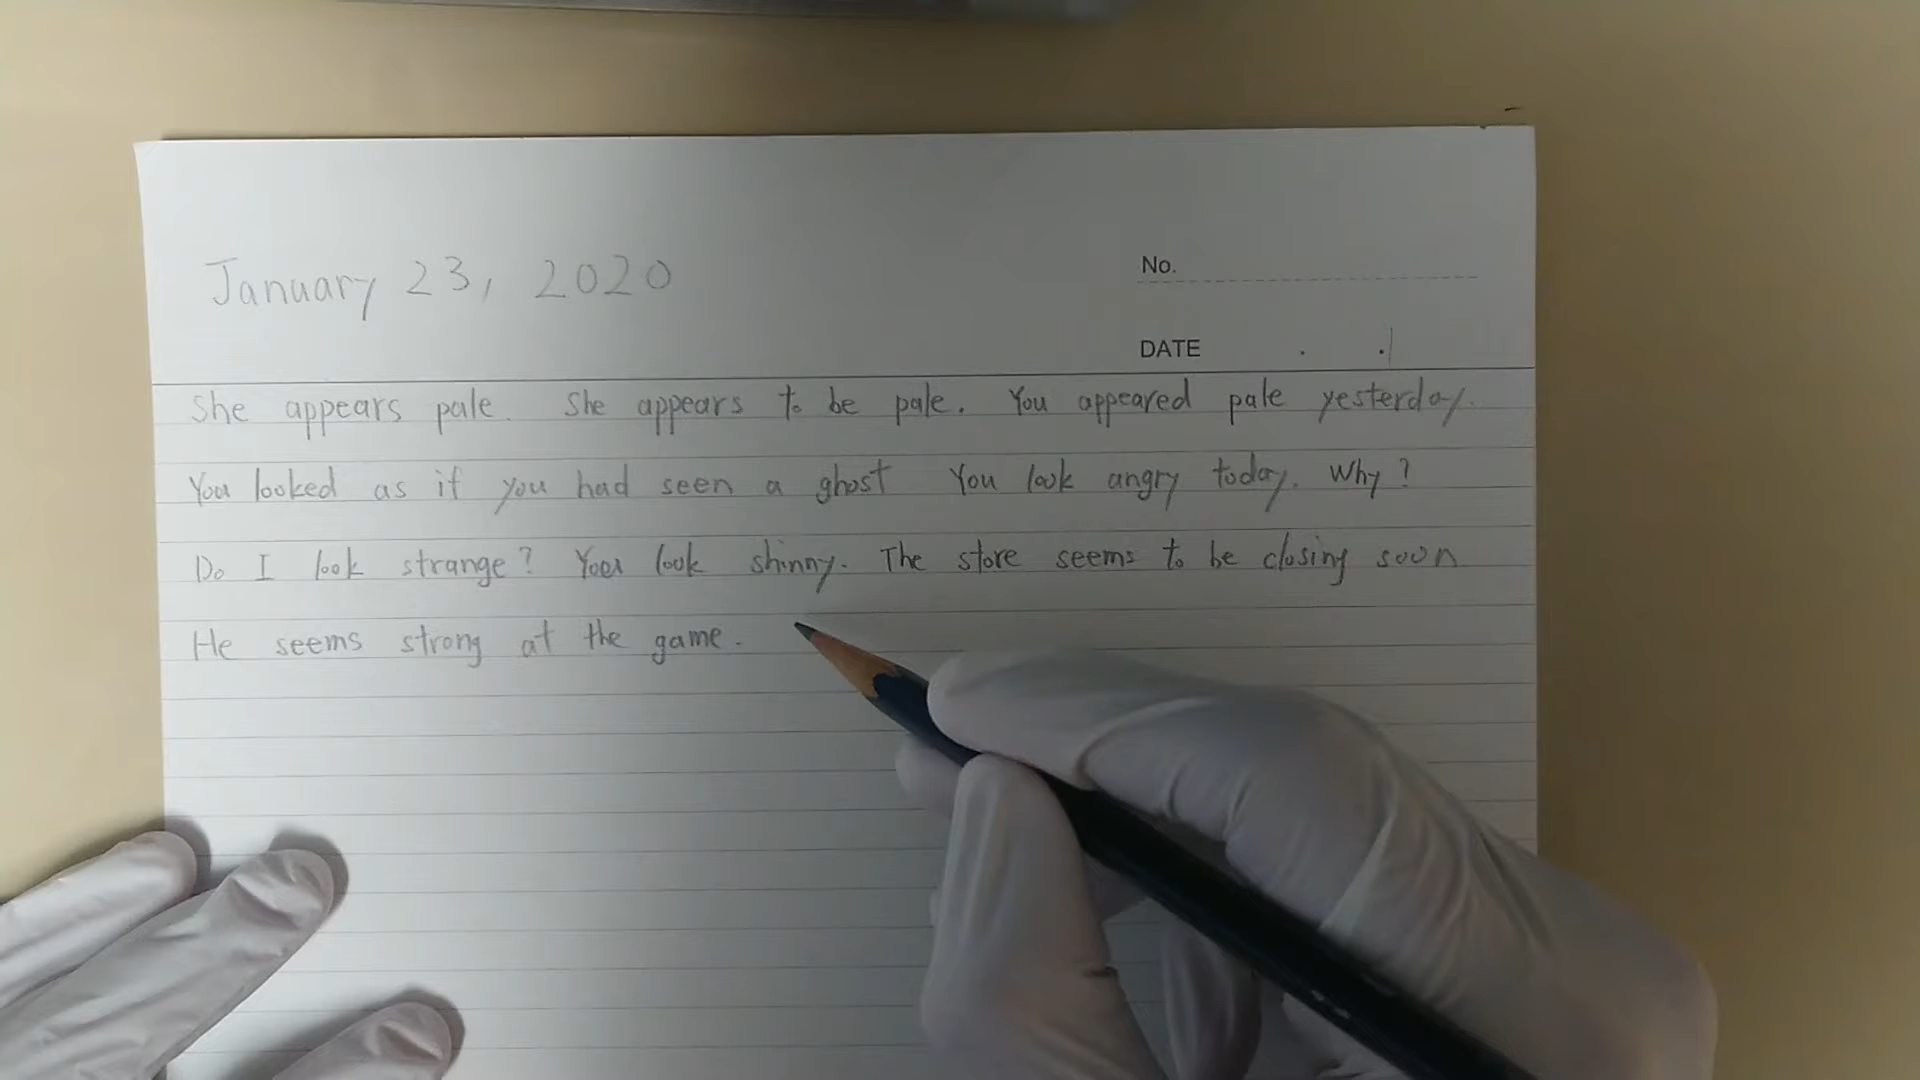 January 23, 2020
No.
DATE . .
She appears pale. She appears to be pale. You appeared pale yesterday.
You looked as if you had seen a ghost You look angry today. Why?
Do I look strange? You look shinny. The store seems to be closing soon
He seems strong at the game.